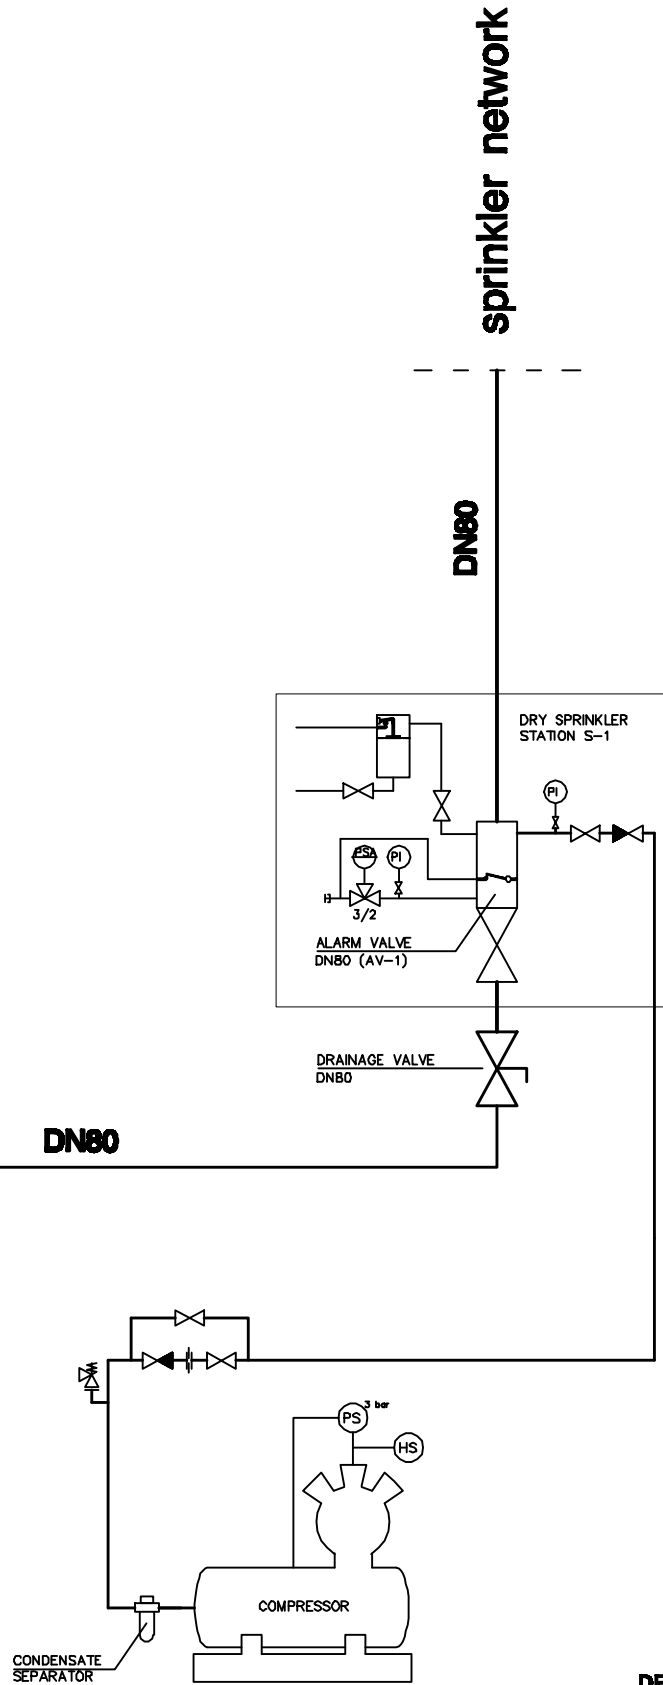 sprinkler network
DN80
DRY SPRINKLER
STATION S-1
1
PI
PSA
PI
3/2
ALARM VALVE
DN80 (AV-1)
DRAINAGE VALVE
DN80
DN80
3 bar
PS
HS
COMPRESSOR
CONDENSATE
SEPARATOR